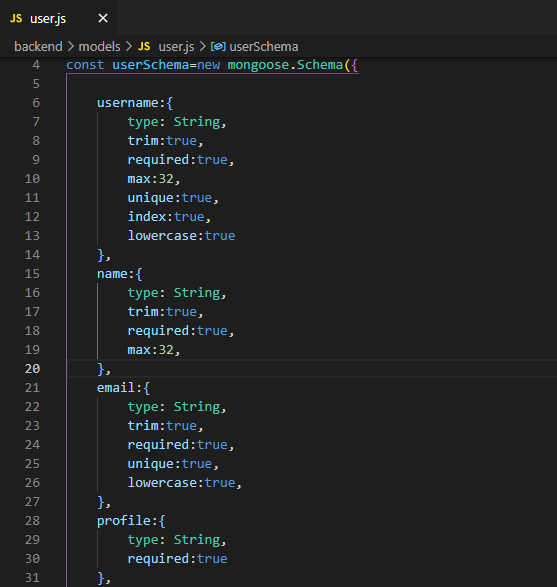 JS user.js ×
backend > models > JS user.js > userSchema
4 const userSchema=new mongoose.Schema({
5
6 username:{
7 type: String,
8 trim:true,
9 required:true,
10 max:32,
11 unique:true,
12 index:true,
13 lowercase:true
14 },
15 name:{
16 type: String,
17 trim:true,
18 required:true,
19 max:32,
20 },
21 email:{
22 type: String,
23 trim:true,
24 required:true,
25 unique:true,
26 lowercase:true,
27 },
28 profile:{
29 type: String,
30 required:true
31 },